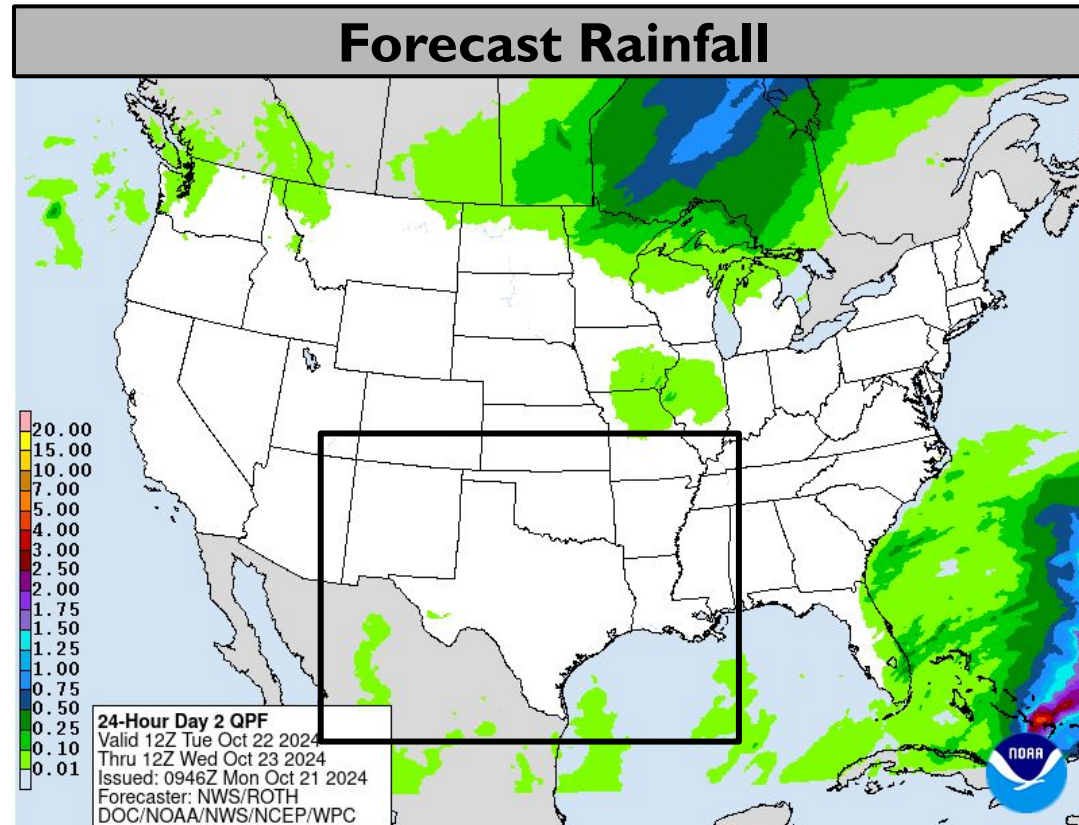 Forecast Rainfall
20.00
15.00
10.00
7.00
5.00
4.00
3.00
2.50
2.00
1.75
1.50
1.25
1.00
0.75
0.50
0.25
0.10
0.01
24-Hour Day 2 QPF
Valid 12Z Tue Oct 22 2024
Thru 12Z Wed Oct 23 2024
Issued: 0946Z Mon Oct 21 2024
Forecaster: NWS/ROTH
DOC/NOAA/NWS/NCEP/WPC
NOAA